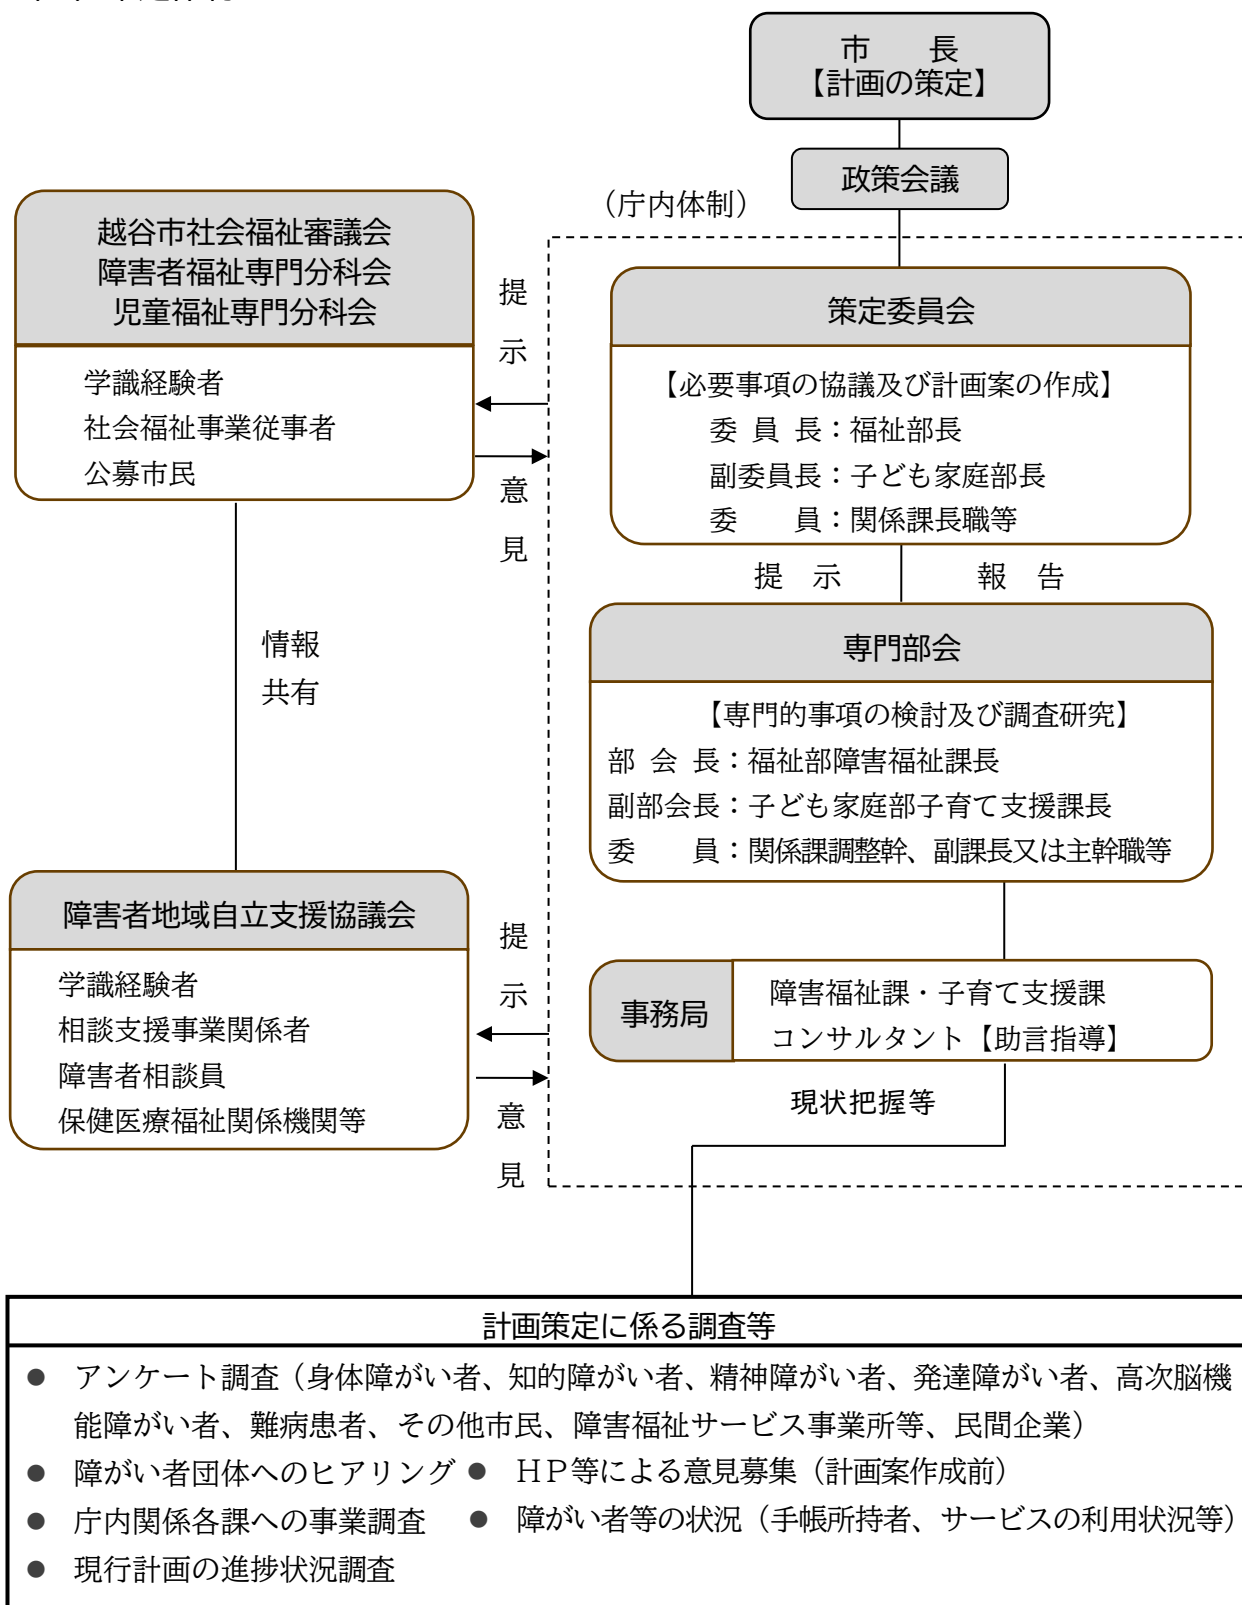 市　　長
【計画の策定】
政策会議
（庁内体制）
越谷市社会福祉審議会
障害者福祉専門分科会
児童福祉専門分科会
学識経験者
社会福祉事業従事者
公募市民
提示
意見
策定委員会
【必要事項の協議及び計画案の作成】
委 員 長：福祉部長
副委員長：子ども家庭部長
委　　員：関係課長職等
提　示
報　告
専門部会
【専門的事項の検討及び調査研究】
部 会 長：福祉部障害福祉課長
副部会長：子ども家庭部子育て支援課長
委　　員：関係課調整幹、副課長又は主幹職等
情報
共有
障害者地域自立支援協議会
学識経験者
相談支援事業関係者
障害者相談員
保健医療福祉関係機関等
提示
意見
事務局
障害福祉課・子育て支援課
コンサルタント【助言指導】
現状把握等
計画策定に係る調査等
● アンケート調査（身体障がい者、知的障がい者、精神障がい者、発達障がい者、高次脳機
能障がい者、難病患者、その他市民、障害福祉サービス事業所等、民間企業）
● 障がい者団体へのヒアリング ● ＨＰ等による意見募集（計画案作成前）
● 庁内関係各課への事業調査 ● 障がい者等の状況（手帳所持者、サービスの利用状況等）
● 現行計画の進捗状況調査